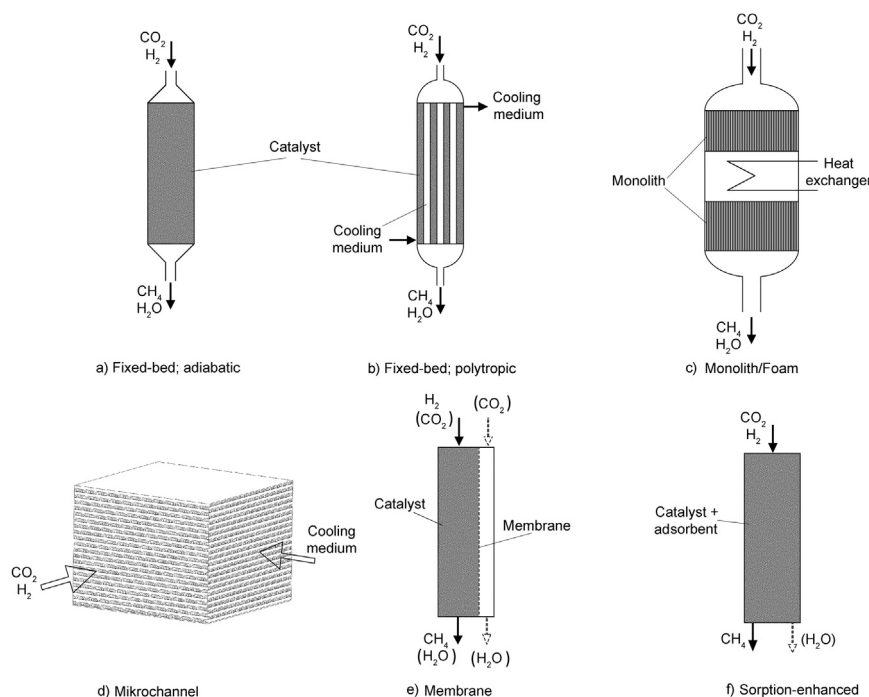 CO2
H2
Catalyst
CH4
H2O
a) Fixed-bed; adiabatic
CO2
H2
Cooling
medium
Cooling
medium
CH4
H2O
b) Fixed-bed; polytropic
CO2
H2
Monolith
Heat
exchanger
CH4
H2O
c) Monolith/Foam
CO2
H2
Cooling
medium
d) Mikrochannel
H2
(CO2)
(CO2)
Catalyst
Membrane
CH4
(H2O)
(H2O)
e) Membrane
CO2
H2
Catalyst +
adsorbent
CH4
(H2O)
f) Sorption-enhanced